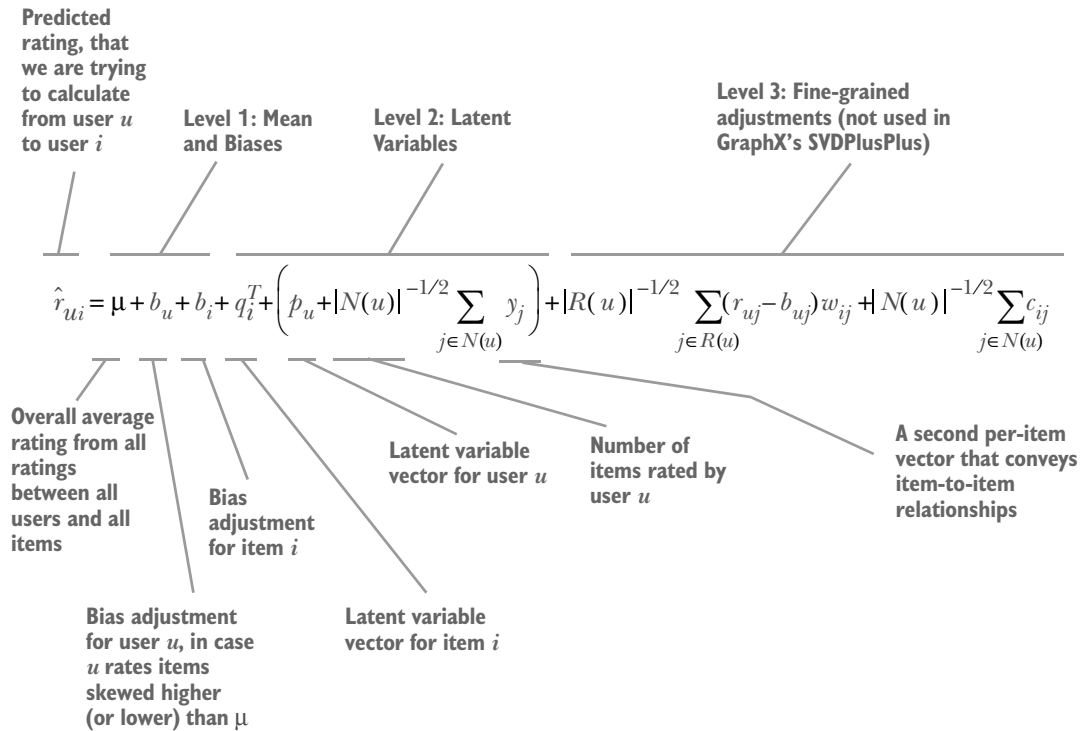 Predicted
rating, that
we are trying
to calculate
from user u
to user i
Level 1: Mean
and Biases
Level 2: Latent
Variables
Level 3: Fine-grained
adjustments (not used in
GraphX's SVDPlusPlus)
r̂_ui = μ + b_u + b_i + q_i^T + (p_u + |N(u)|^-1/2 ∑_{j∈N(u)} y_j) + |R(u)|^-1/2 ∑_{j∈R(u)} (r_uj – b_uj) w_ij + |N(u)|^-1/2 ∑_{j∈N(u)} c_ij
Overall average
rating from all
ratings
between all
users and all
items
Bias adjustment
for user u, in case
u rates items
skewed higher
(or lower) than μ
Bias
adjustment
for item i
Latent variable
vector for item i
Latent variable
vector for user u
Number of
items rated by
user u
A second per-item
vector that conveys
item-to-item
relationships